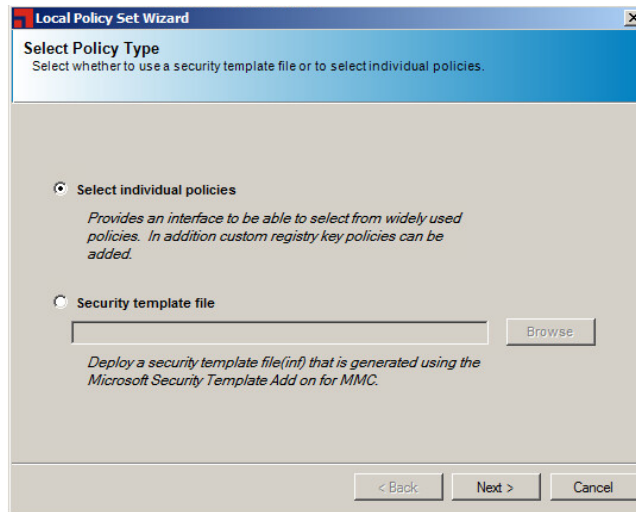 Local Policy Set Wizard
Select Policy Type
Select whether to use a security template file or to select individual policies.
Select individual policies
Provides an interface to be able to select from widely used
policies. In addition custom registry key policies can be
added.
Security template file
Browse
Deploy a security template file(inf) that is generated using the
Microsoft Security Template Add on for MMC.
< Back
Next >
Cancel